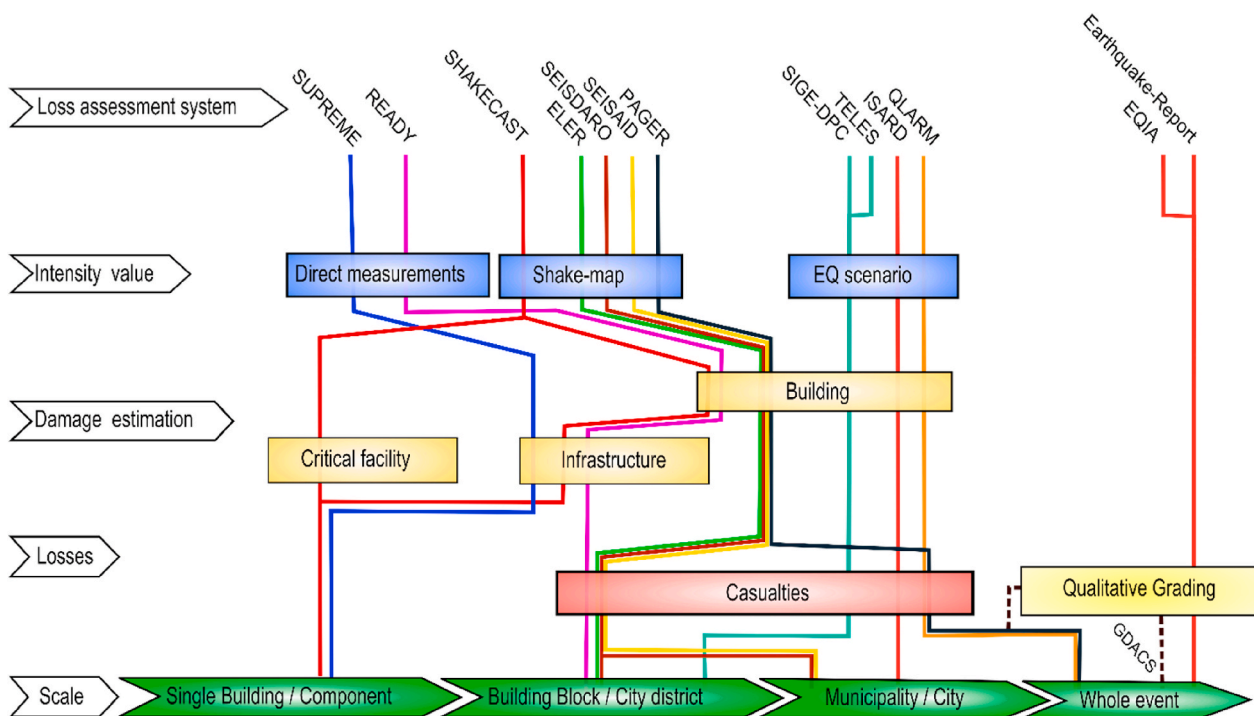 Loss assessment system
SUPREME
READY
SHAKECAST
ELER
SEISDARO
SEISAID
PAGER
SIGE-DPC
TELES
ISARD
QLARM
EQIA
Earthquake-Report
Intensity value
Direct measurements
Shake-map
EQ scenario
Damage estimation
Building
Critical facility
Infrastructure
Losses
Casualties
Qualitative Grading
GDACS
Scale
Single Building / Component
Building Block / City district
Municipality / City
Whole event